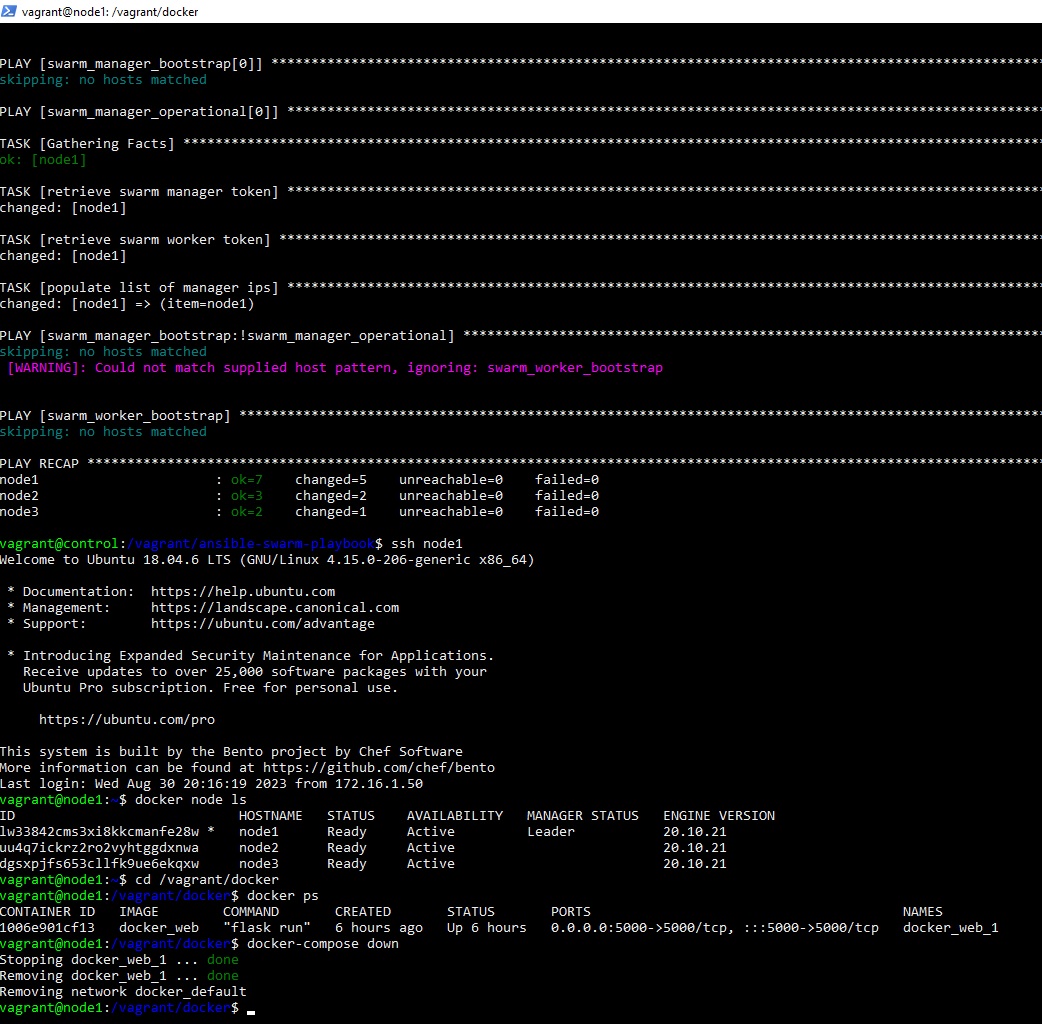 vagrant@node1: /vagrant/docker
PLAY [swarm_manager_bootstrap[0]] ************************************************************************************************
skipping: no hosts matched
PLAY [swarm_manager_operational[0]] **********************************************************************************************
TASK [Gathering Facts] ***********************************************************************************************************
ok: [node1]
TASK [retrieve swarm manager token] **********************************************************************************************
changed: [node1]
TASK [retrieve swarm worker token] ***********************************************************************************************
changed: [node1]
TASK [populate list of manager ips] **********************************************************************************************
changed: [node1] => (item=node1)
PLAY [swarm_manager_bootstrap:!swarm_manager_operational] ************************************************************************
skipping: no hosts matched
[WARNING]: Could not match supplied host pattern, ignoring: swarm_worker_bootstrap
PLAY [swarm_worker_bootstrap] ****************************************************************************************************
skipping: no hosts matched
PLAY RECAP ***********************************************************************************************************************
node1 : ok=7 changed=5 unreachable=0 failed=0
node2 : ok=3 changed=2 unreachable=0 failed=0
node3 : ok=2 changed=1 unreachable=0 failed=0
vagrant@control:/vagrant/ansible-swarm-playbook$ ssh node1
Welcome to Ubuntu 18.04.6 LTS (GNU/Linux 4.15.0-206-generic x86_64)
* Documentation: https://help.ubuntu.com
* Management: https://landscape.canonical.com
* Support: https://ubuntu.com/advantage
* Introducing Expanded Security Maintenance for Applications.
Receive updates to over 25,000 software packages with your
Ubuntu Pro subscription. Free for personal use.
https://ubuntu.com/pro
This system is built by the Bento project by Chef Software
More information can be found at https://github.com/chef/bento
Last login: Wed Aug 30 20:16:19 2023 from 172.16.1.50
vagrant@node1:~$ docker node ls
ID HOSTNAME STATUS AVAILABILITY MANAGER STATUS ENGINE VERSION
lw33842cms3xi8kkcmanfe28w * node1 Ready Active Leader 20.10.21
uu4q7ickrz2ro2vyhtggdxnwa node2 Ready Active 20.10.21
dgsxpjfs653cllfk9ue6ekqxw node3 Ready Active 20.10.21
vagrant@node1:~$ cd /vagrant/docker
vagrant@node1:/vagrant/docker$ docker ps
CONTAINER ID IMAGE COMMAND CREATED STATUS PORTS NAMES
1006e901cf13 docker_web "flask run" 6 hours ago Up 6 hours 0.0.0.0:5000->5000/tcp, :::5000->5000/tcp docker_web_1
vagrant@node1:/vagrant/docker$ docker-compose down
Stopping docker_web_1 ... done
Removing docker_web_1 ... done
Removing network docker_default
vagrant@node1:/vagrant/docker$